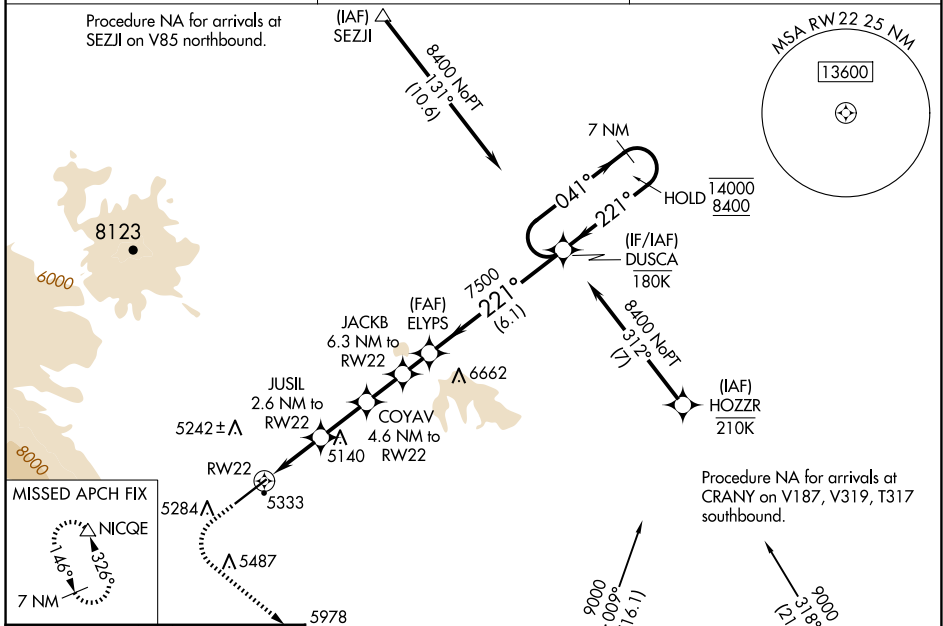 Procedure NA for arrivals at
SEZJI on V85 northbound.
(IAF)
SEZJI
8400 NoPT
131°
(10.6)
MSA RW22 25 NM
13600
7 NM
041°
221°
HOLD 14000
8400
(IF/IAF)
DUSCA
180K
8123
6000
7500
221°
(6.1)
(FAF)
ELYPS
JACKB
6.3 NM to
RW22
8400 NoPT
312°
(7)
6662
(IAF)
HOZZR
210K
JUSIL
2.6 NM to
RW22
COYAV
4.6 NM to
RW22
5242±
5140
8000
RW22
5333
5284
Procedure NA for arrivals at
CRANY on V187, V319, T317
southbound.
MISSED APCH FIX
NICQE
146°
326°
7 NM
5487
5978
9000
009°
16.1)
9000
318°
(21